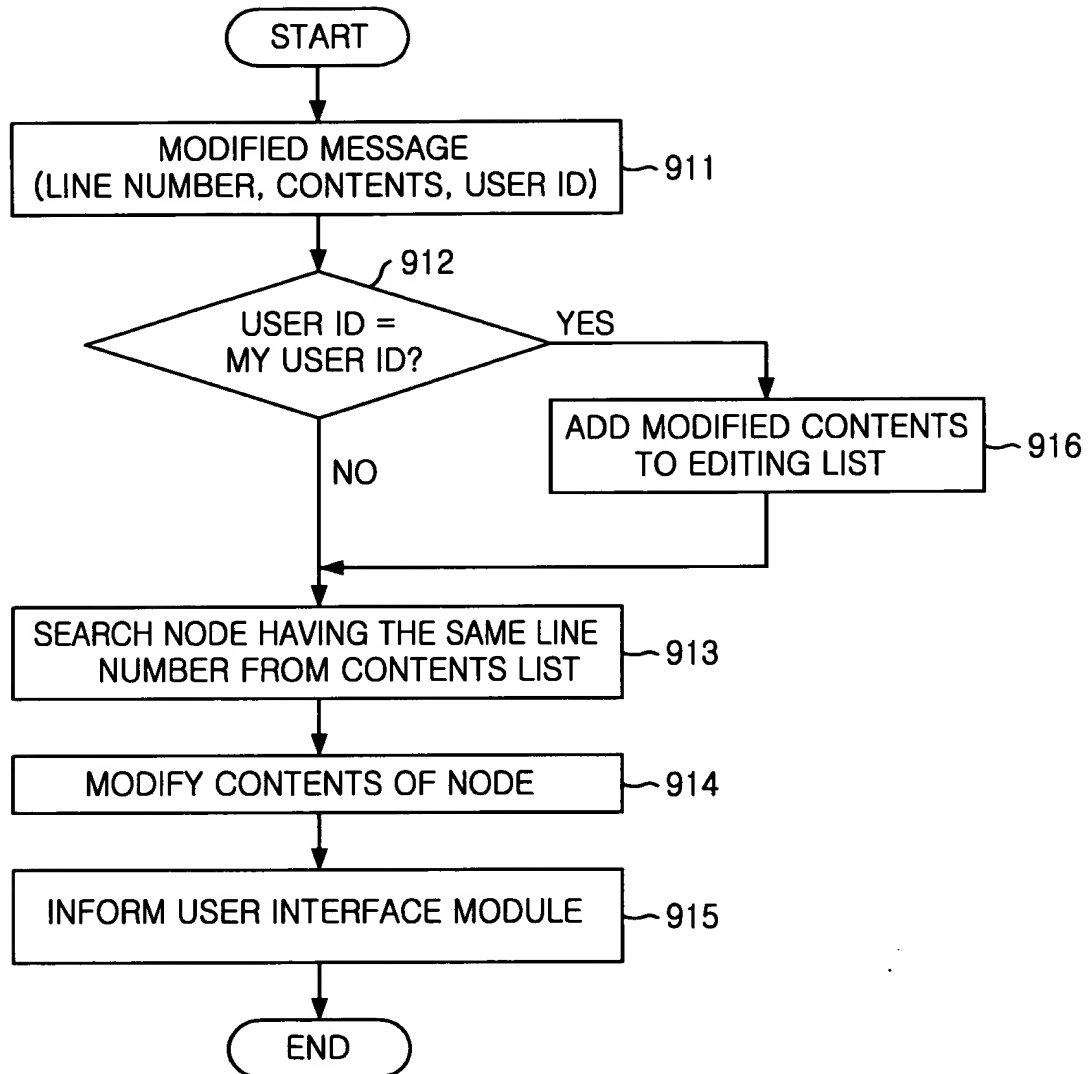 START
MODIFIED MESSAGE
(LINE NUMBER, CONTENTS, USER ID)
911
912
USER ID =
MY USER ID?
YES
NO
ADD MODIFIED CONTENTS
TO EDITING LIST
916
SEARCH NODE HAVING THE SAME LINE
NUMBER FROM CONTENTS LIST
913
MODIFY CONTENTS OF NODE
914
INFORM USER INTERFACE MODULE
915
END